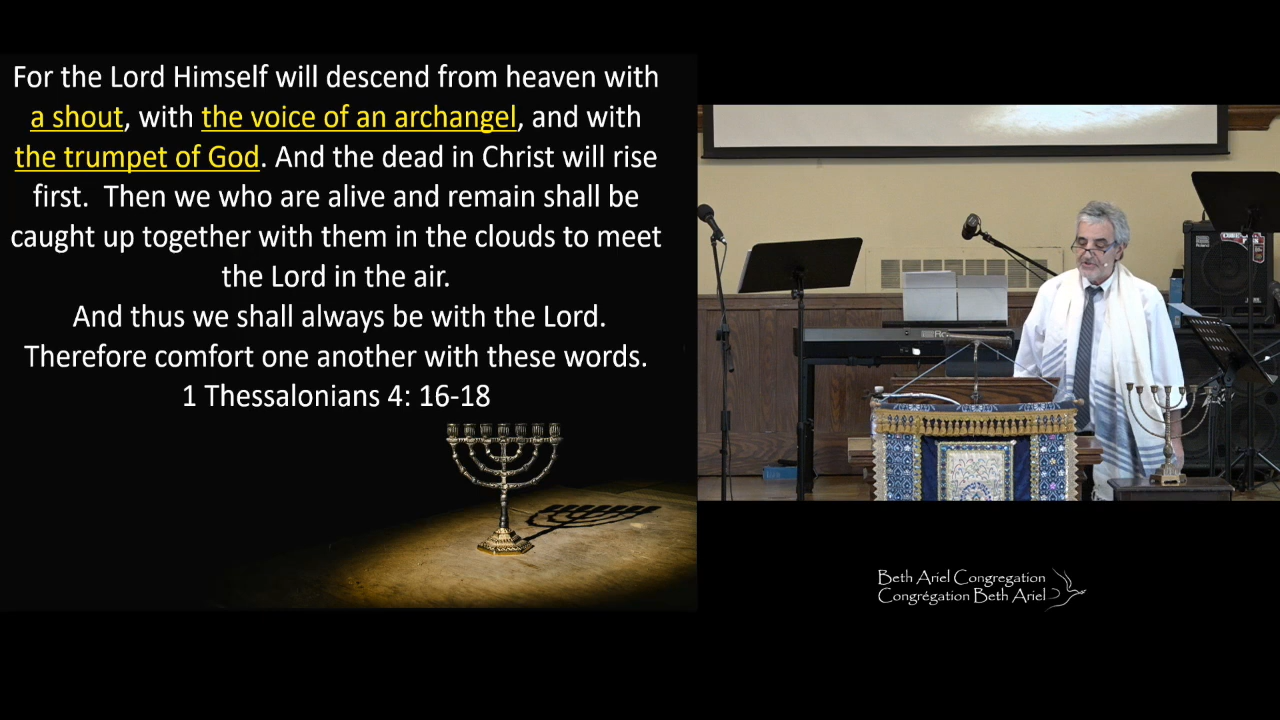 For the Lord Himself will descend from heaven with
a shout, with the voice of an archangel, and with
the trumpet of God. And the dead in Christ will rise
first.  Then we who are alive and remain shall be
caught up together with them in the clouds to meet
the Lord in the air.
And thus we shall always be with the Lord.
Therefore comfort one another with these words.
1 Thessalonians 4: 16-18
Beth Ariel Congregation
Congrégation Beth Ariel